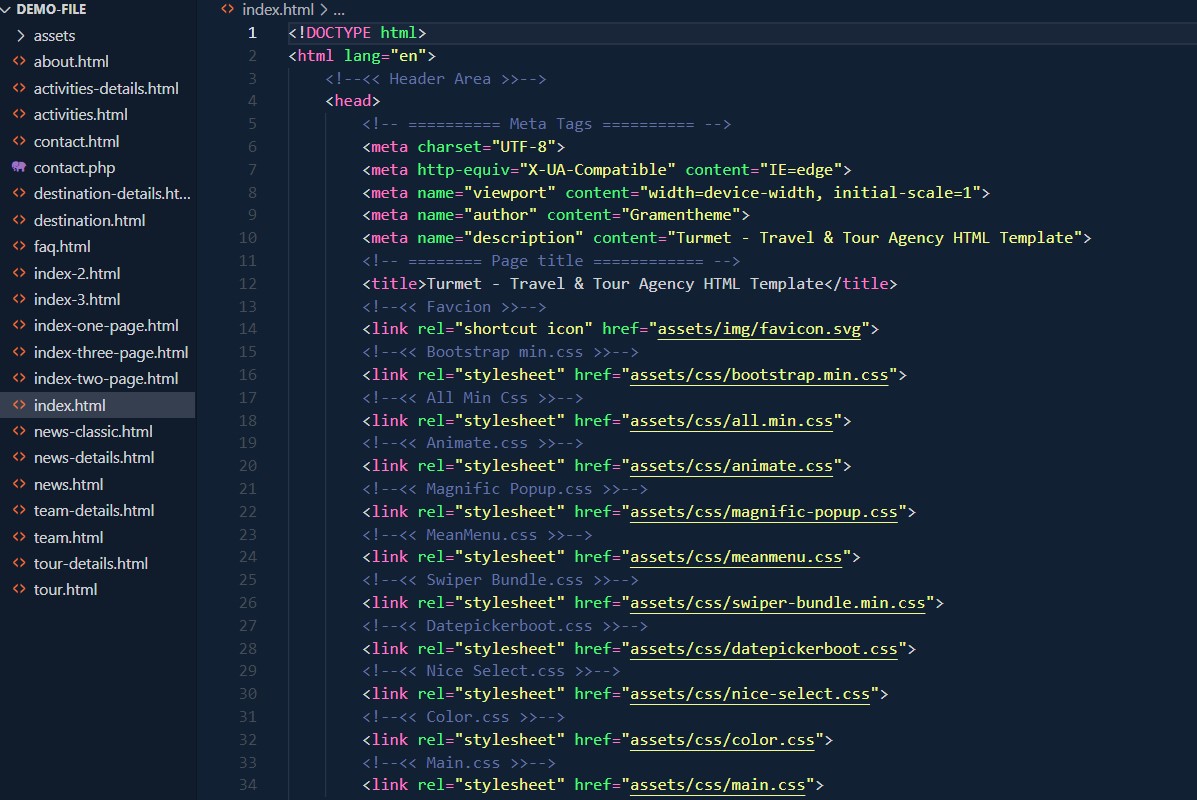 DEMO-FILE
assets
about.html
activities-details.html
activities.html
contact.html
contact.php
destination-details.ht...
destination.html
faq.html
index-2.html
index-3.html
index-one-page.html
index-three-page.html
index-two-page.html
index.html
news-classic.html
news-details.html
news.html
team-details.html
team.html
tour-details.html
tour.html
index.html > ...
1 <!DOCTYPE html>
2 <html lang="en">
3 <!--<< Header Area >>-->
4 <head>
5 <!-- ========== Meta Tags ========== -->
6 <meta charset="UTF-8">
7 <meta http-equiv="X-UA-Compatible" content="IE=edge">
8 <meta name="viewport" content="width=device-width, initial-scale=1">
9 <meta name="author" content="Gramentheme">
10 <meta name="description" content="Turmet - Travel & Tour Agency HTML Template">
11 <!-- ======== Page title ============ -->
12 <title>Turmet - Travel & Tour Agency HTML Template</title>
13 <!--<< Favcion >>-->
14 <link rel="shortcut icon" href="assets/img/favicon.svg">
15 <!--<< Bootstrap min.css >>-->
16 <link rel="stylesheet" href="assets/css/bootstrap.min.css">
17 <!--<< All Min Css >>-->
18 <link rel="stylesheet" href="assets/css/all.min.css">
19 <!--<< Animate.css >>-->
20 <link rel="stylesheet" href="assets/css/animate.css">
21 <!--<< Magnific Popup.css >>-->
22 <link rel="stylesheet" href="assets/css/magnific-popup.css">
23 <!--<< MeanMenu.css >>-->
24 <link rel="stylesheet" href="assets/css/meanmenu.css">
25 <!--<< Swiper Bundle.css >>-->
26 <link rel="stylesheet" href="assets/css/swiper-bundle.min.css">
27 <!--<< Datepickerboot.css >>-->
28 <link rel="stylesheet" href="assets/css/datepickerboot.css">
29 <!--<< Nice Select.css >>-->
30 <link rel="stylesheet" href="assets/css/nice-select.css">
31 <!--<< Color.css >>-->
32 <link rel="stylesheet" href="assets/css/color.css">
33 <!--<< Main.css >>-->
34 <link rel="stylesheet" href="assets/css/main.css">